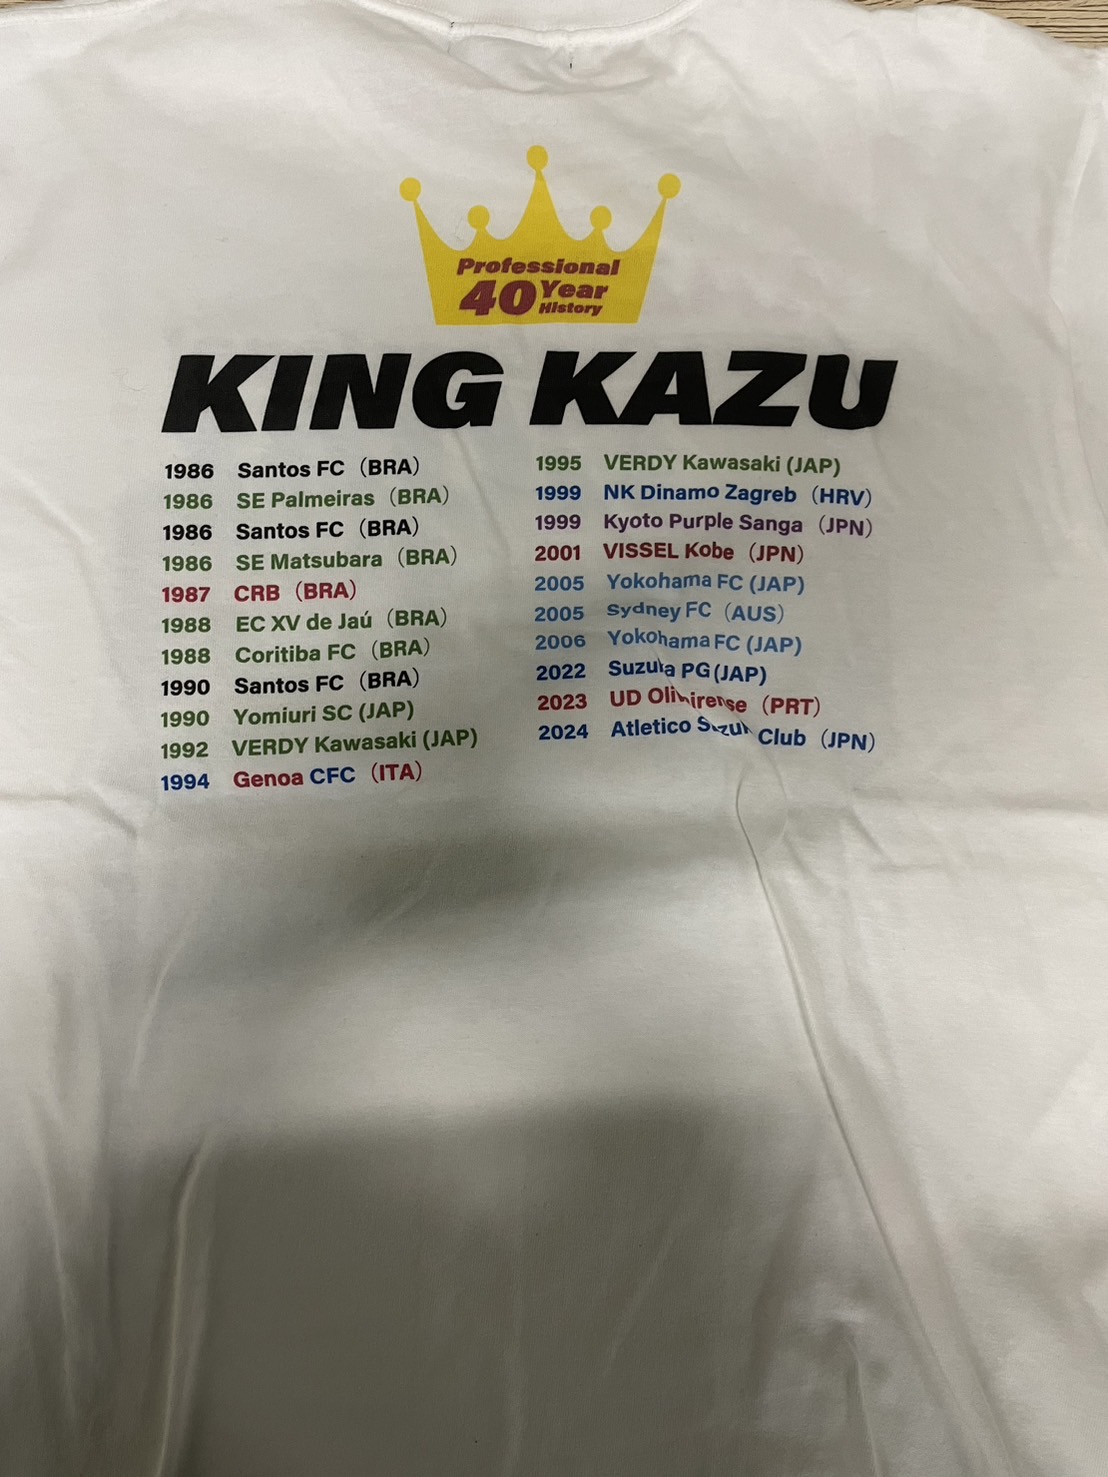 Professional
40 Year
History
KING KAZU
1986 Santos FC（BRA）
1986 SE Palmeiras（BRA）
1986 Santos FC（BRA）
1986 SE Matsubara（BRA）
1987 CRB（BRA）
1988 EC XV de Jaú（BRA）
1988 Coritiba FC（BRA）
1990 Santos FC（BRA）
1990 Yomiuri SC (JAP)
1992 VERDY Kawasaki (JAP)
1994 Genoa CFC（ITA）
1995 VERDY Kawasaki (JAP)
1999 NK Dinamo Zagreb（HRV）
1999 Kyoto Purple Sanga（JPN）
2001 VISSEL Kobe（JPN）
2005 Yokohama FC (JAP)
2005 Sydney FC（AUS）
2006 Yokohama FC (JAP)
2022 Suzuka PG (JAP)
2023 UD Oliveirense（PRT）
2024 Atletico Suzuka Club（JPN）